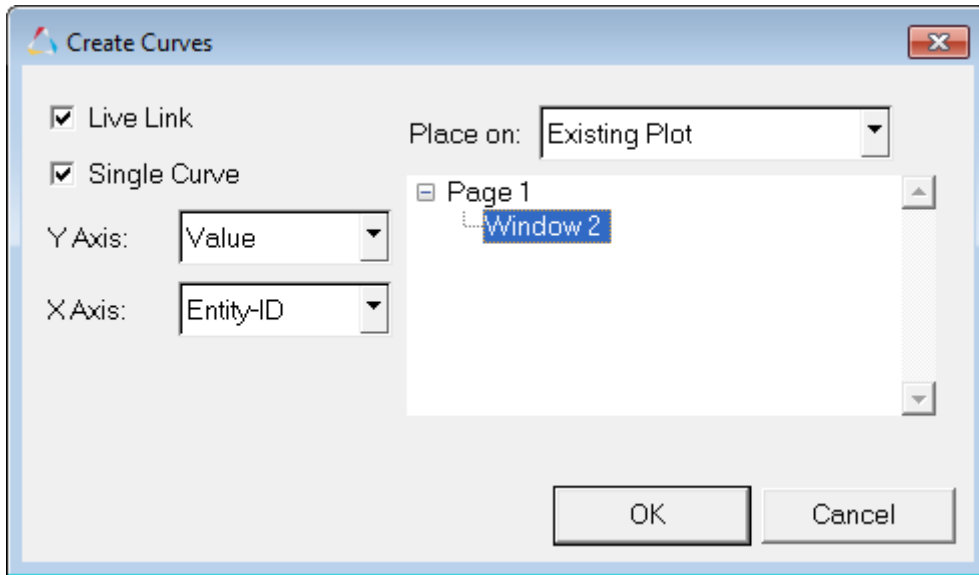 Create Curves
Live Link
Single Curve
Y Axis: Value
X Axis: Entity-ID
Place on: Existing Plot
Page 1
Window 2
OK
Cancel